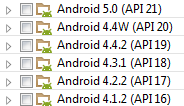 Android 5.0 (API 21)
Android 4.4W (API 20)
Android 4.4.2 (API 19)
Android 4.3.1 (API 18)
Android 4.2.2 (API 17)
Android 4.1.2 (API 16)